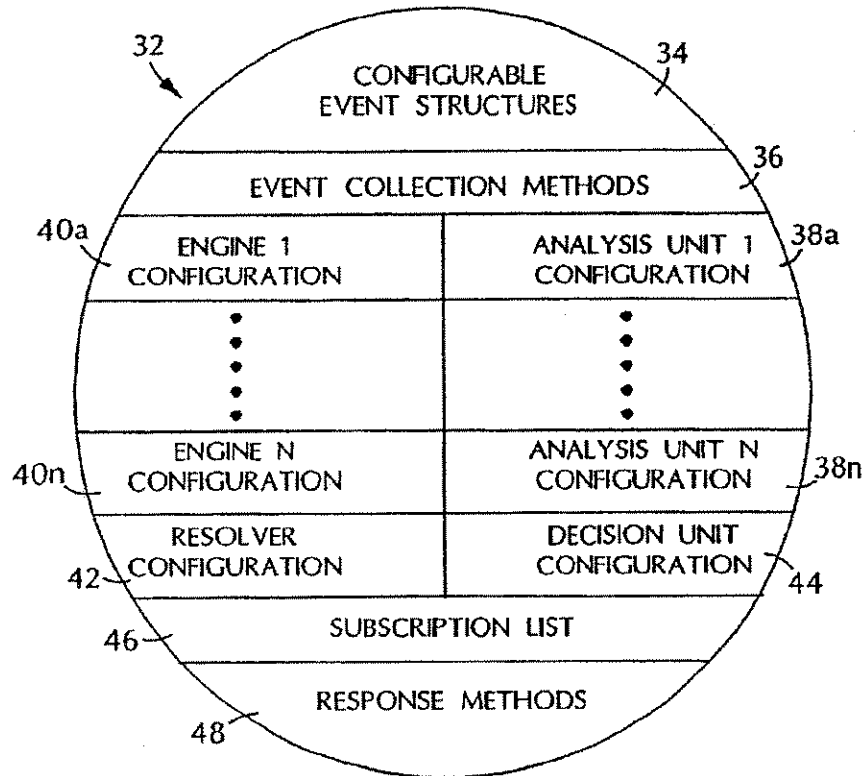 32
34
CONFIGURABLE
EVENT STRUCTURES
36
EVENT COLLECTION METHODS
40a
ENGINE 1
CONFIGURATION
ANALYSIS UNIT 1
CONFIGURATION
38a
40n
ENGINE N
CONFIGURATION
ANALYSIS UNIT N
CONFIGURATION
38n
42
RESOLVER
CONFIGURATION
DECISION UNIT
CONFIGURATION
44
46
SUBSCRIPTION LIST
RESPONSE METHODS
48